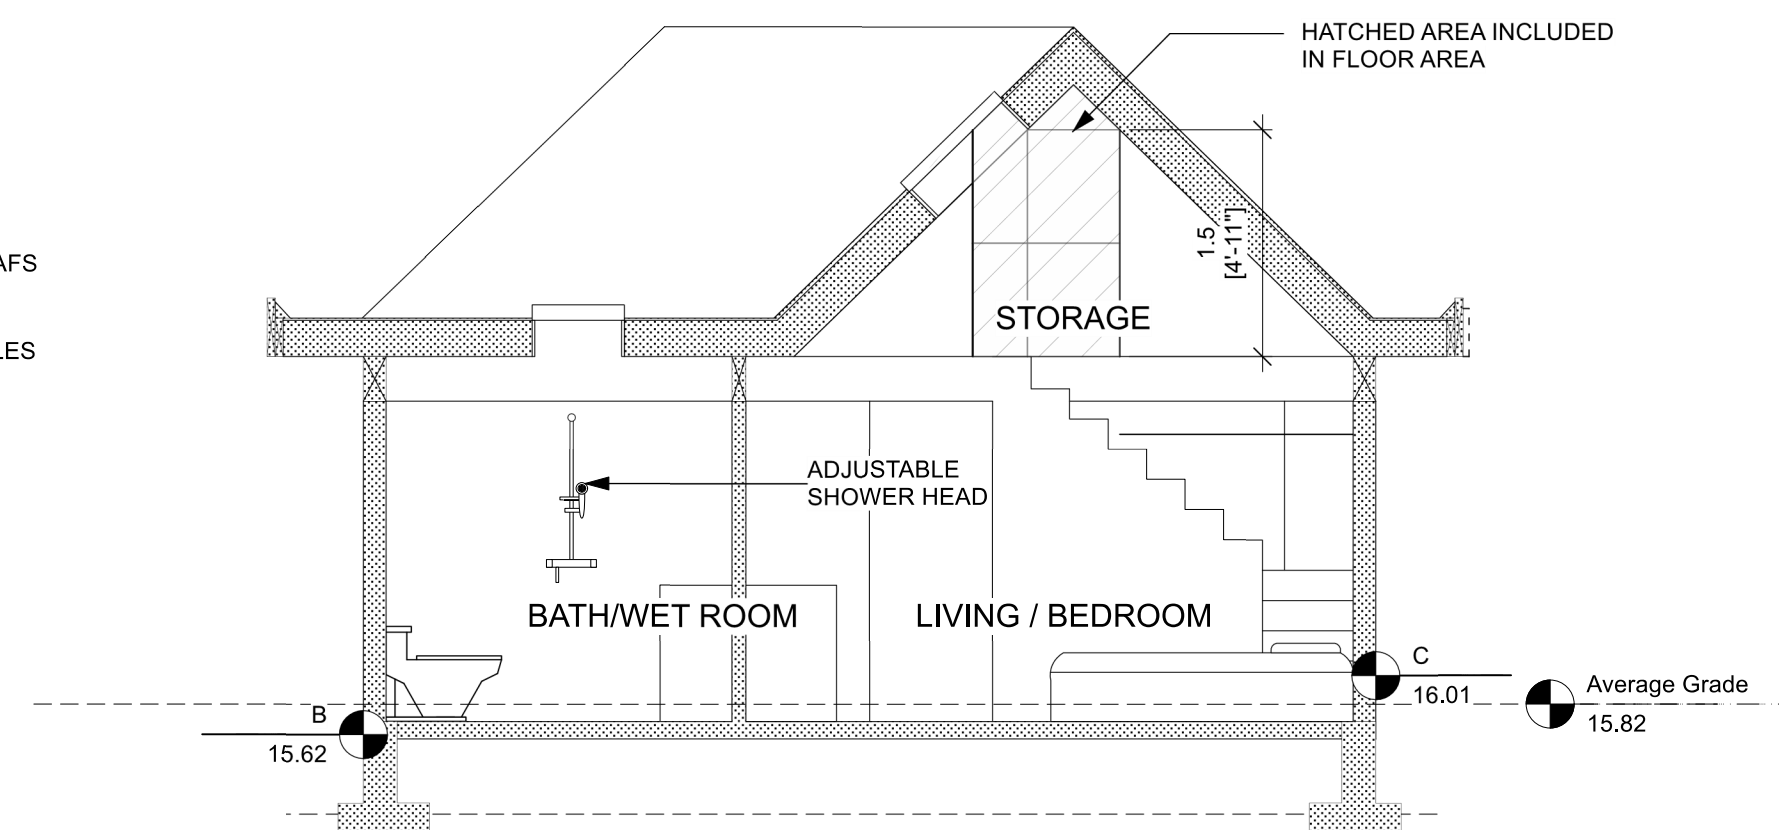 HATCHED AREA INCLUDED
IN FLOOR AREA
AFS
LES
1.5
[4'-11"]
STORAGE
ADJUSTABLE
SHOWER HEAD
BATH/WET ROOM
LIVING / BEDROOM
B
15.62
C
16.01
Average Grade
15.82